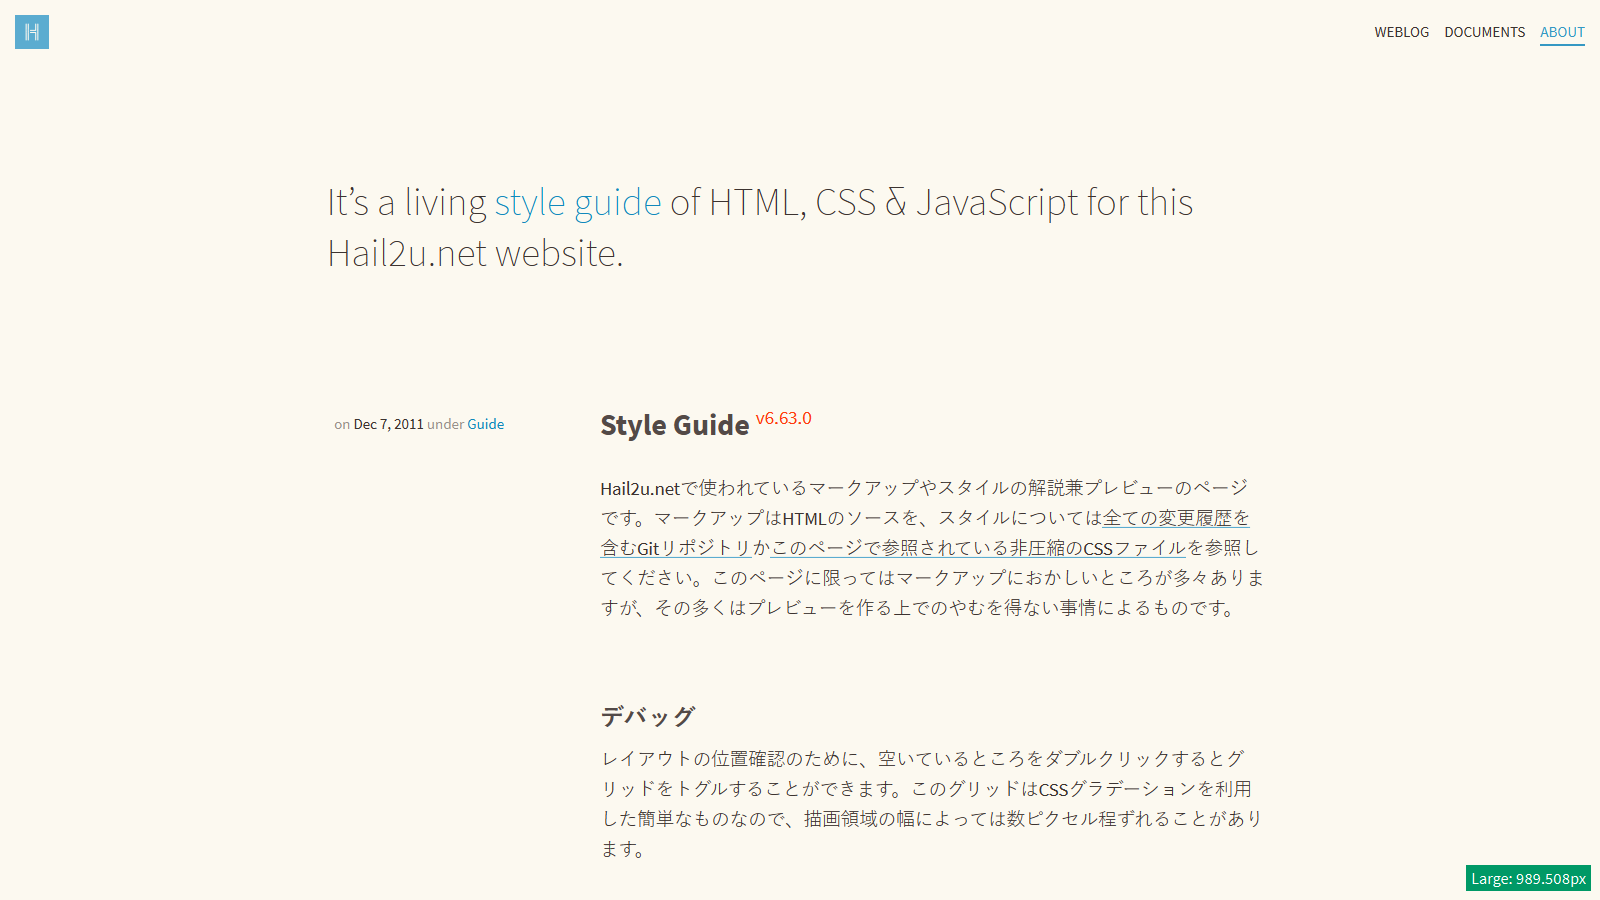 H
WEBLOG DOCUMENTS ABOUT
It’s a living style guide of HTML, CSS & JavaScript for this
Hail2u.net website.
on Dec 7, 2011 under Guide
Style Guide v6.63.0
Hail2u.netで使われているマークアップやスタイルの解説兼プレビューのページ
です。マークアップはHTMLのソースを、スタイルについては全ての変更履歴を
含むGitリポジトリかこのページで参照されている非圧縮のCSSファイルを参照し
てください。このページに限ってはマークアップにおかしいところが多々ありま
すが、その多くはプレビューを作る上でのやむを得ない事情によるものです。
デバッグ
レイアウトの位置確認のために、空いているところをダブルクリックするとグ
リッドをトグルすることができます。このグリッドはCSSグラデーションを利用
した簡単なものなので、描画領域の幅によっては数ピクセル程ずれることがあり
ます。
Large: 989.508px